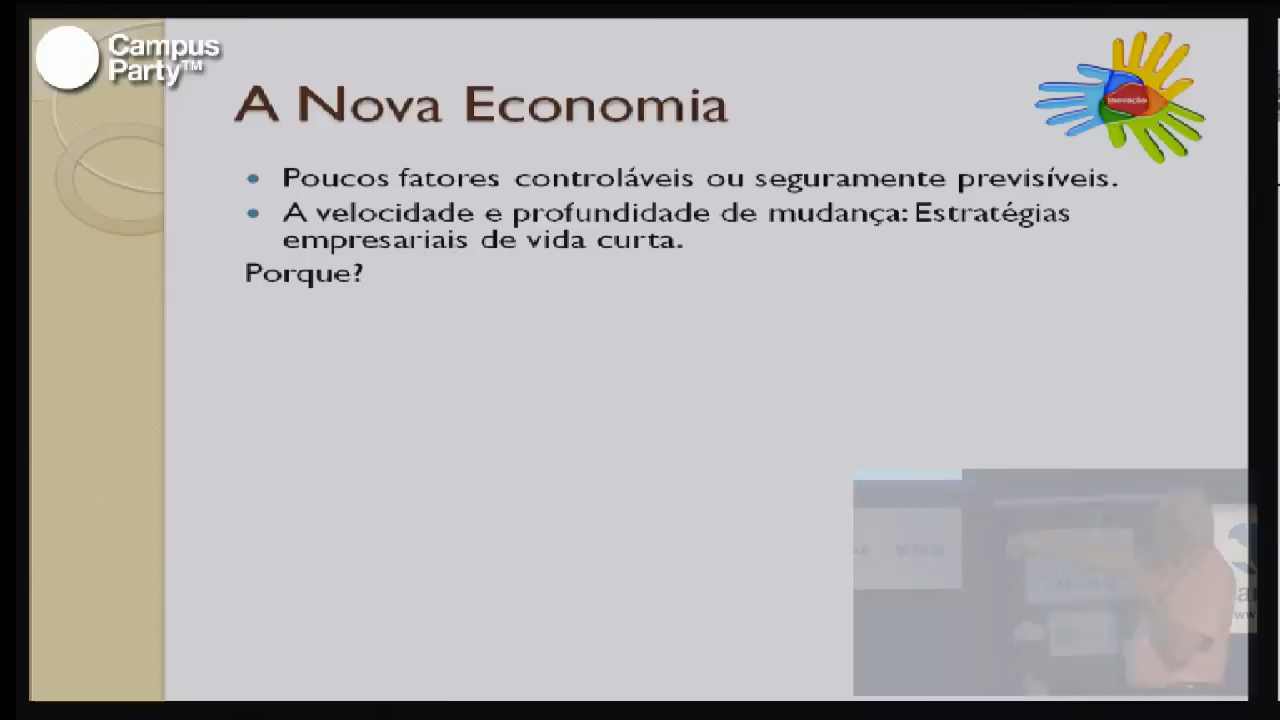 Campus
Party™
A Nova Economia
Inovação
Poucos fatores controláveis ou seguramente previsíveis.
A velocidade e profundidade de mudança: Estratégias
empresariais de vida curta.
Porque?